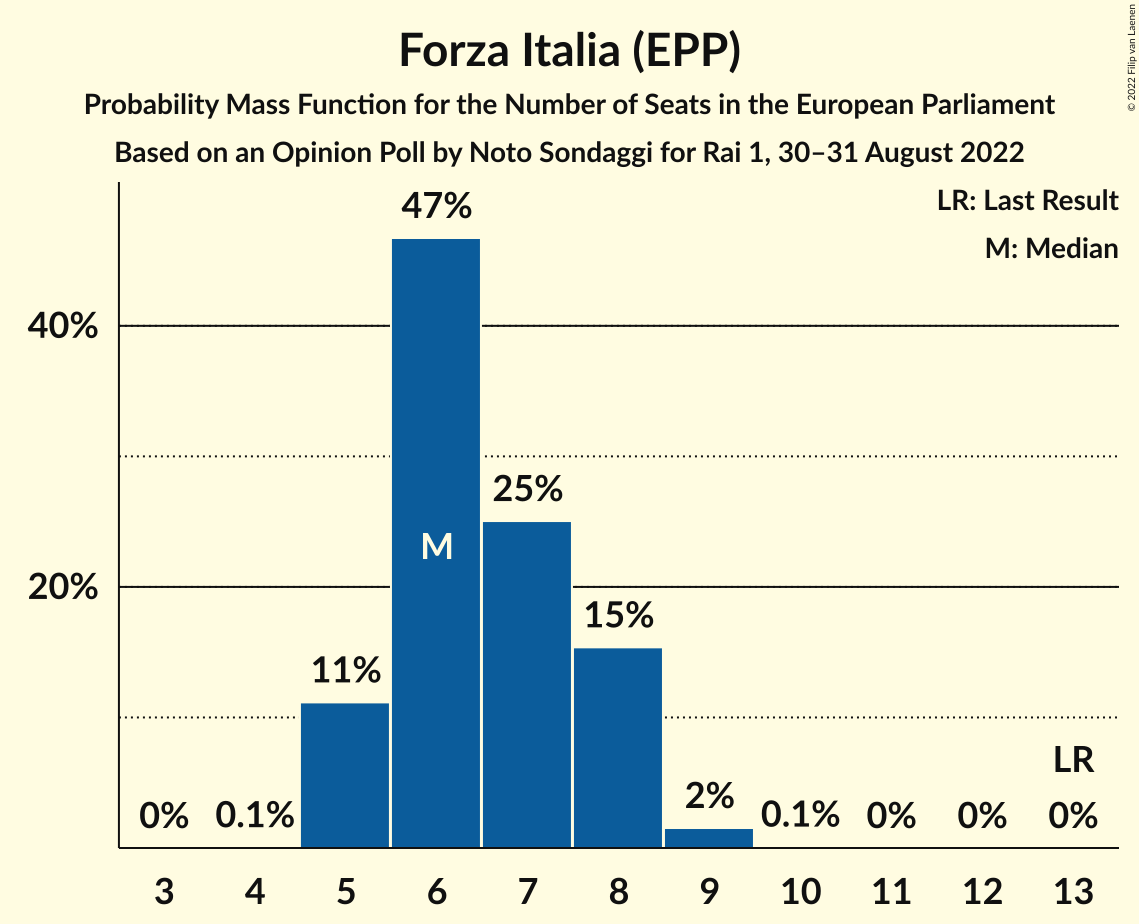 Forza Italia (EPP)
Probability Mass Function for the Number of Seats in the European Parliament
Based on an Opinion Poll by Noto Sondaggi for Rai 1, 30–31 August 2022
© 2022 Filip van Laenen
LR: Last Result
M: Median
47%
40%
25%
M
20%
15%
11%
LR
2%
0% 0.1% 0.1% 0% 0% 0%
3 4 5 6 7 8 9 10 11 12 13